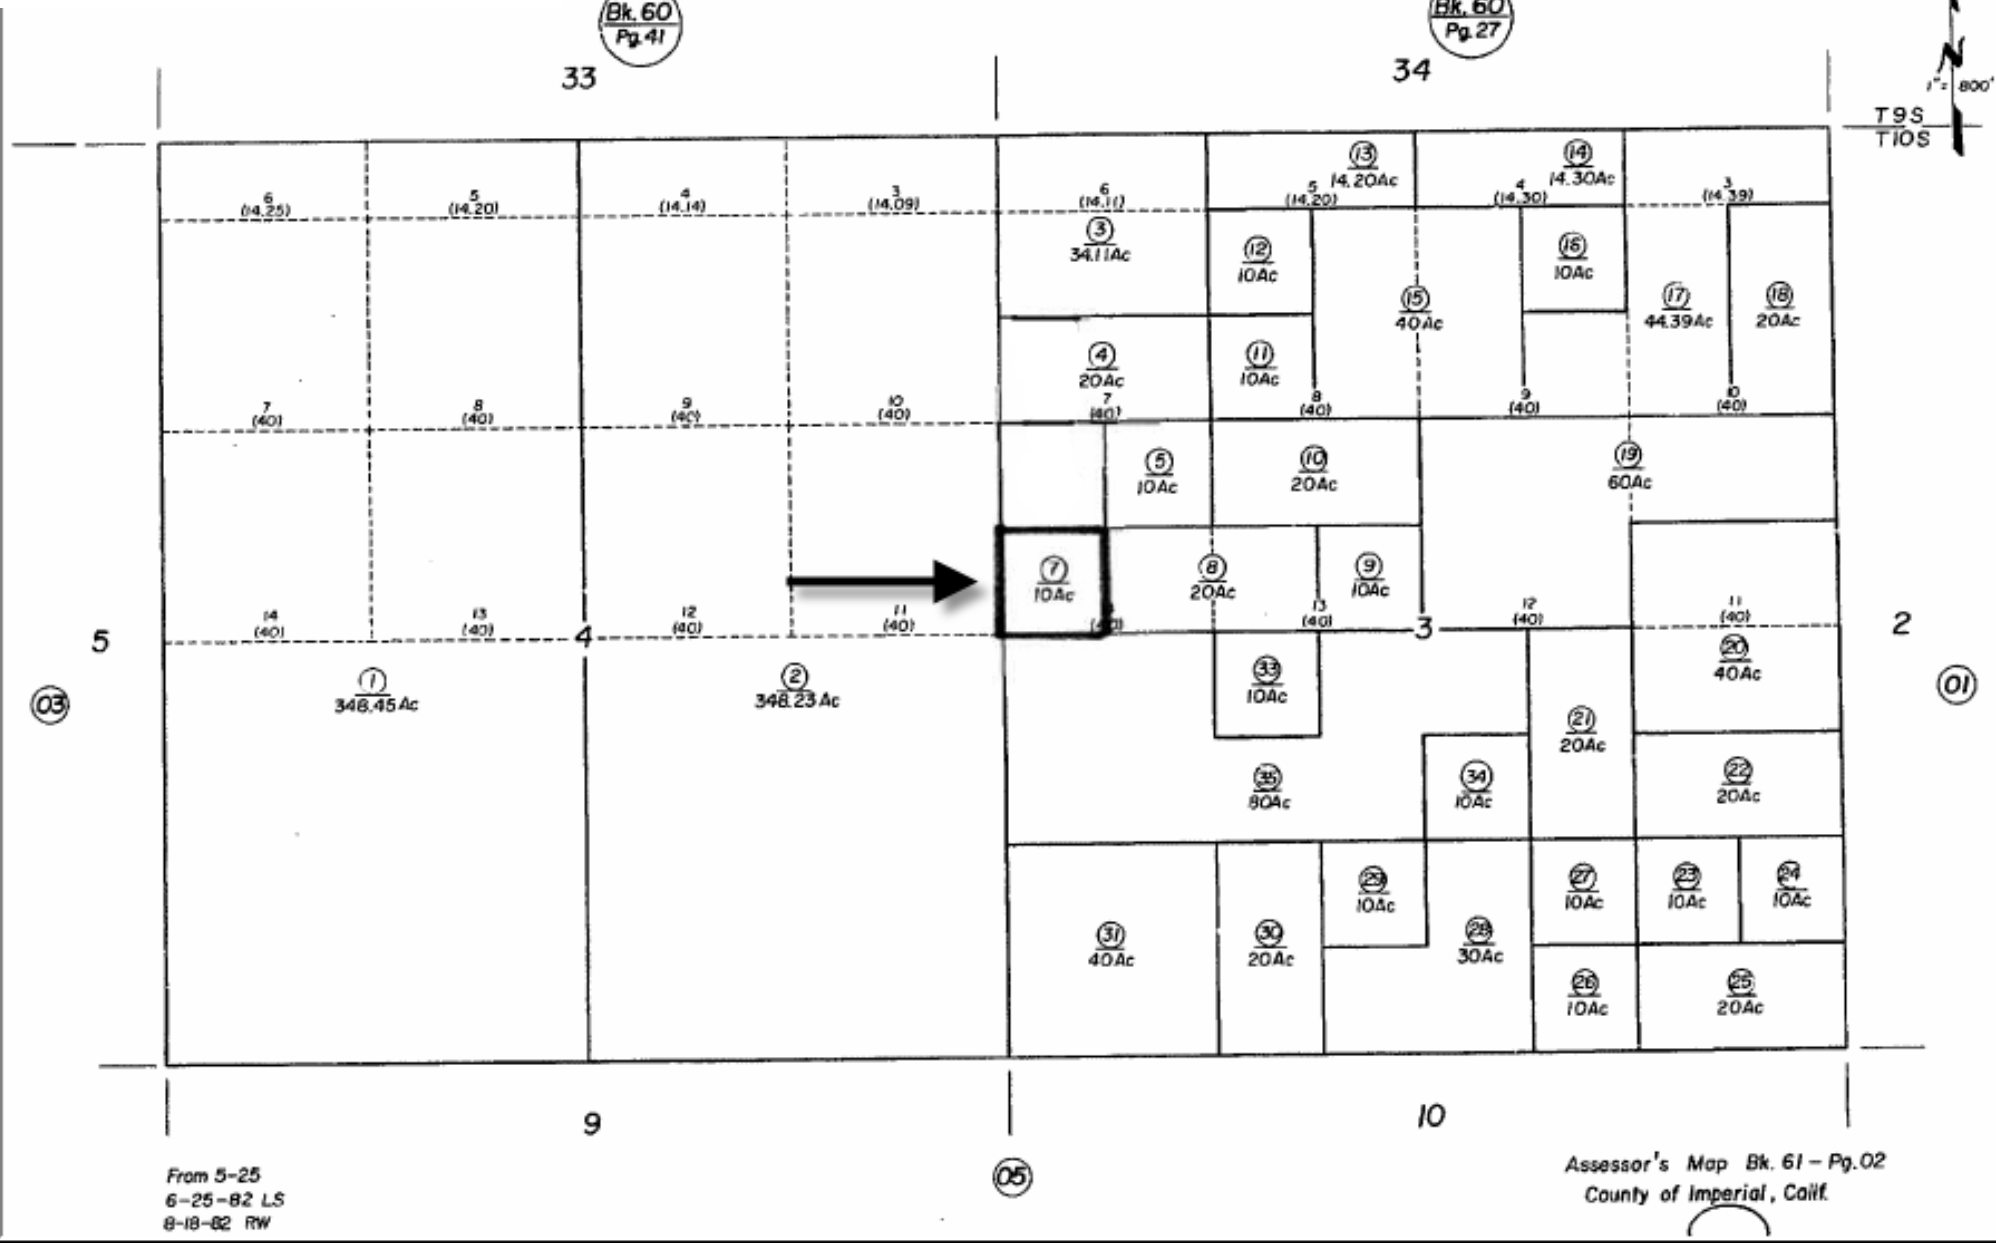 Bk. 60
Pg. 41
Bk. 60
Pg. 27
33
34
N
1"= 800'
T9S
T10S
6
(14.25)
5
(14.20)
4
(14.14)
3
(14.09)
6
(14.11)
5
(14.20)
4
(14.30)
3
(14.39)
13
14.20Ac
14
14.30Ac
3
34.11Ac
12
10Ac
15
40Ac
16
10Ac
17
44.39Ac
18
20Ac
4
20Ac
11
10Ac
7
(40)
8
(40)
9
(40)
10
(40)
7
(40)
8
(40)
9
(40)
10
(40)
5
10Ac
10
20Ac
19
60Ac
7
10Ac
8
20Ac
9
10Ac
14
(40)
13
(40)
12
(40)
11
(40)
(40)
13
(40)
12
(40)
11
(40)
5
4
3
2
03
01
1
348.45Ac
2
348.23Ac
33
10Ac
20
40Ac
21
20Ac
35
80Ac
34
10Ac
22
20Ac
29
10Ac
27
10Ac
23
10Ac
24
10Ac
31
40Ac
30
20Ac
28
30Ac
26
10Ac
25
20Ac
9
10
05
From 5-25
6-25-82 LS
8-18-82 RW
Assessor's Map Bk. 61-Pg.02
County of Imperial, Calif.